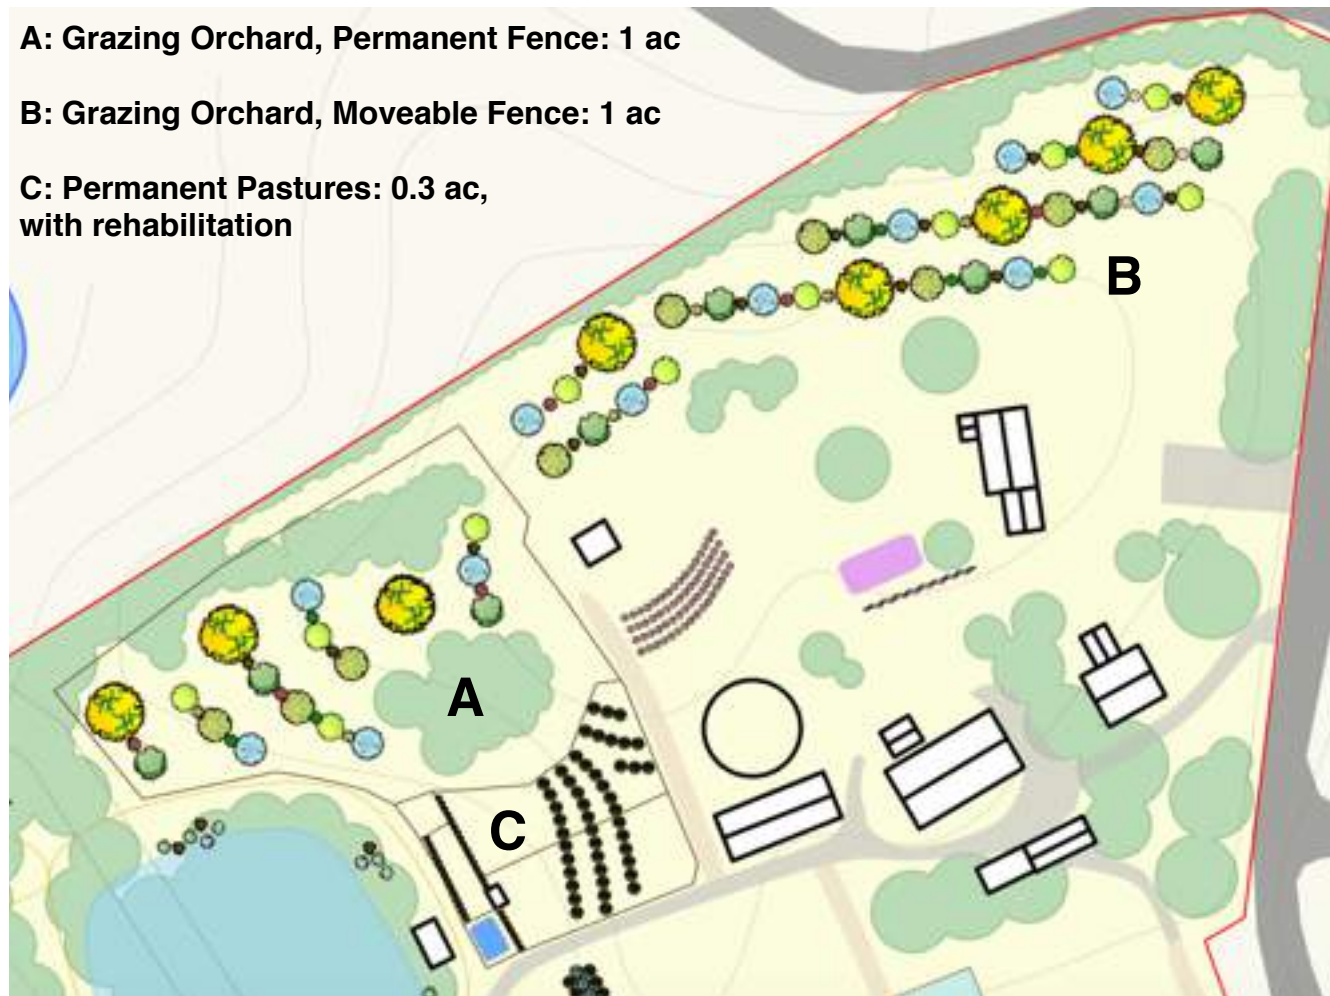 A: Grazing Orchard, Permanent Fence: 1 ac
B: Grazing Orchard, Moveable Fence: 1 ac
C: Permanent Pastures: 0.3 ac,
with rehabilitation
B
A
C